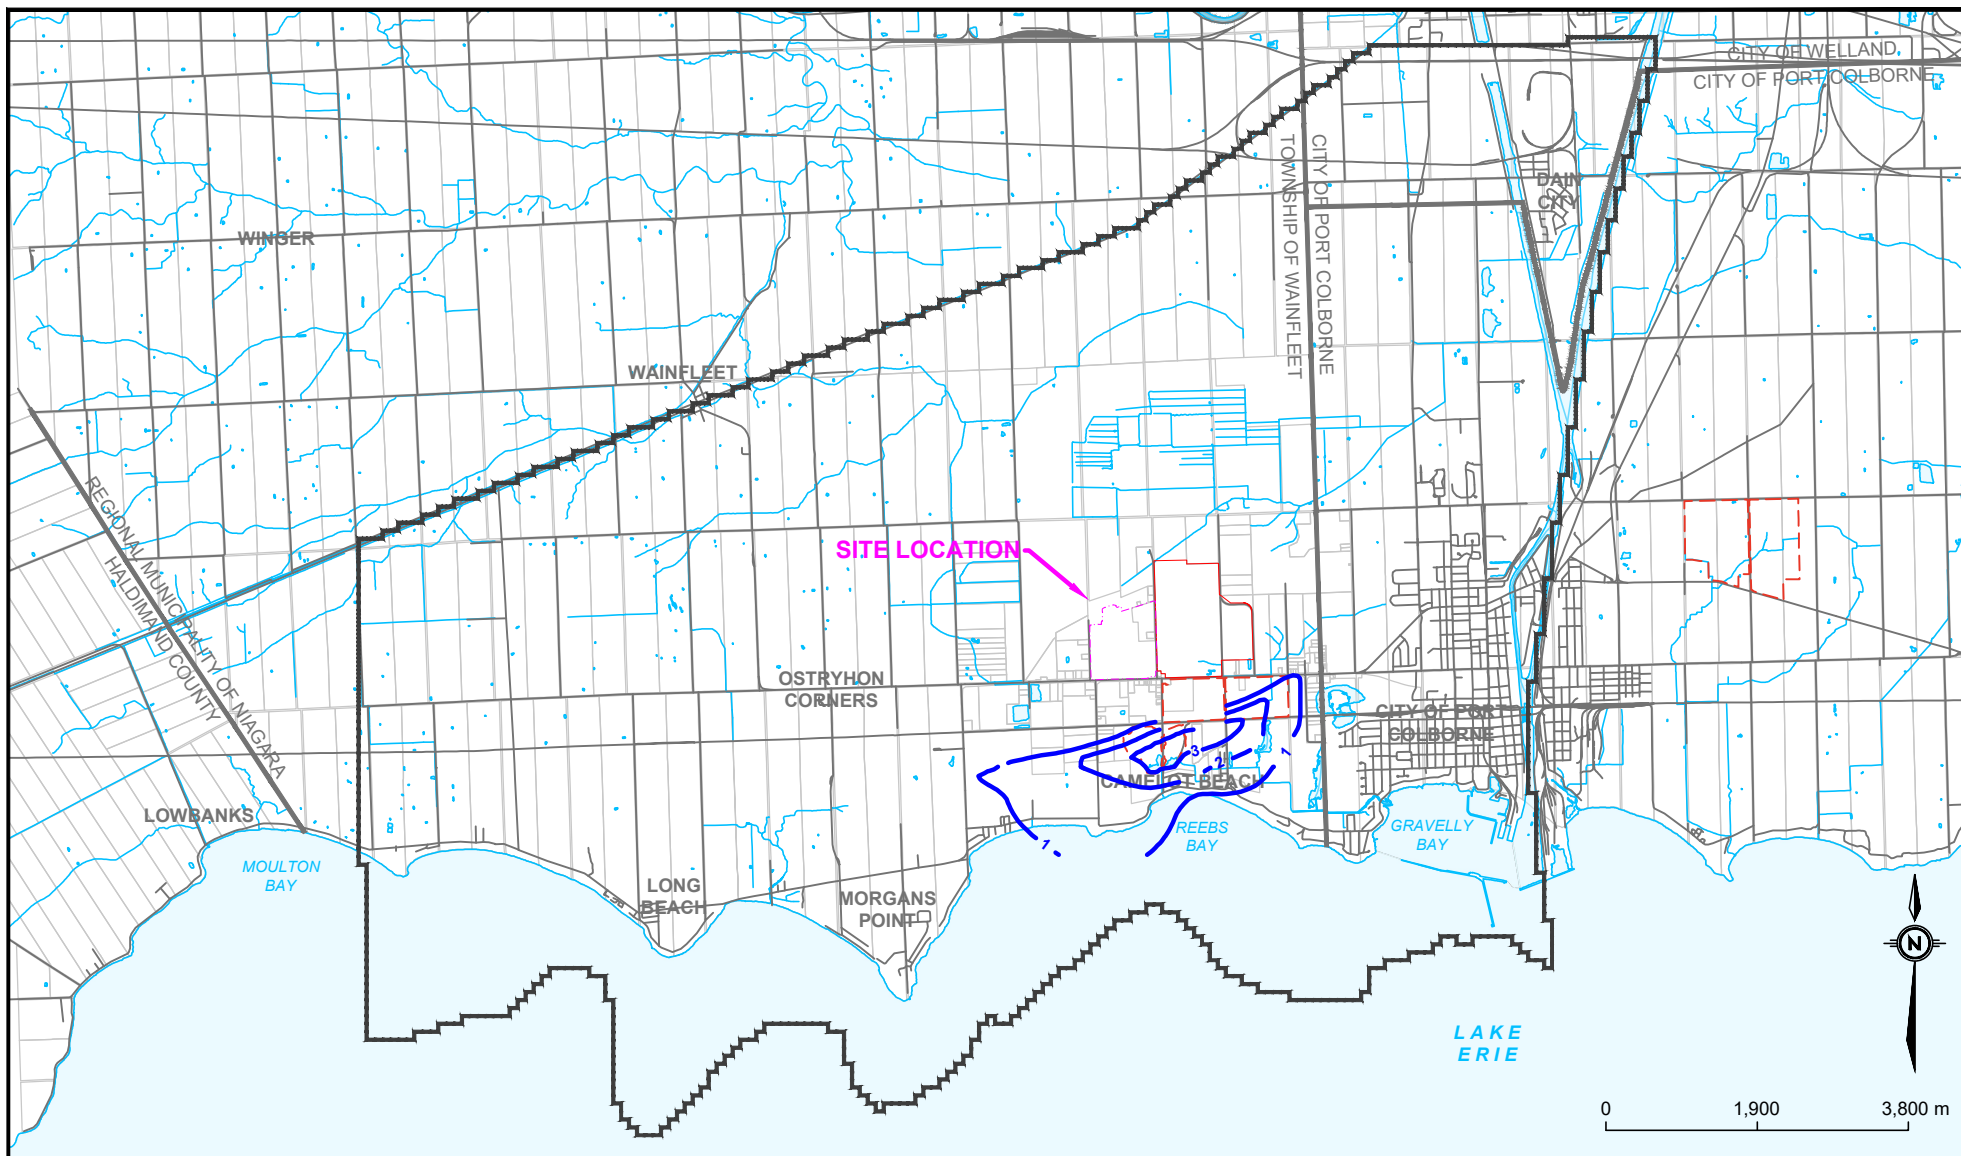 CITY OF WELLAND
CITY OF PORT COLBORNE
CITY OF PORT COLBORNE
TOWNSHIP OF WAINFLEET
DAIN
CITY
WINGER
WAINFLEET
REGIONAL MUNICIPALITY OF NIAGARA
HALDIMAND COUNTY
SITE LOCATION
OSTRYHON
CORNERS
CITY OF PORT
COLBORNE
3
2
1
CAMELOT BEACH
LOWBANKS
REEBS
BAY
GRAVELLY
BAY
1
MOULTON
BAY
LONG
BEACH
MORGANS
POINT
N
LAKE
ERIE
0 1,900 3,800 m